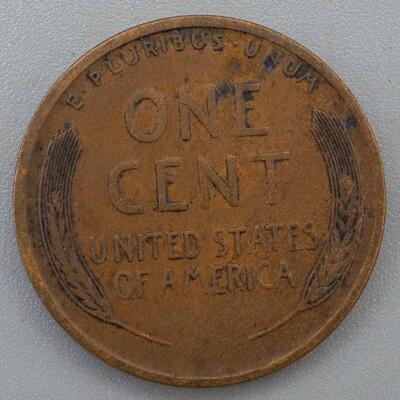 E · PLURIBUS · UNUM
ONE
CENT
UNITED STATES
OF AMERICA